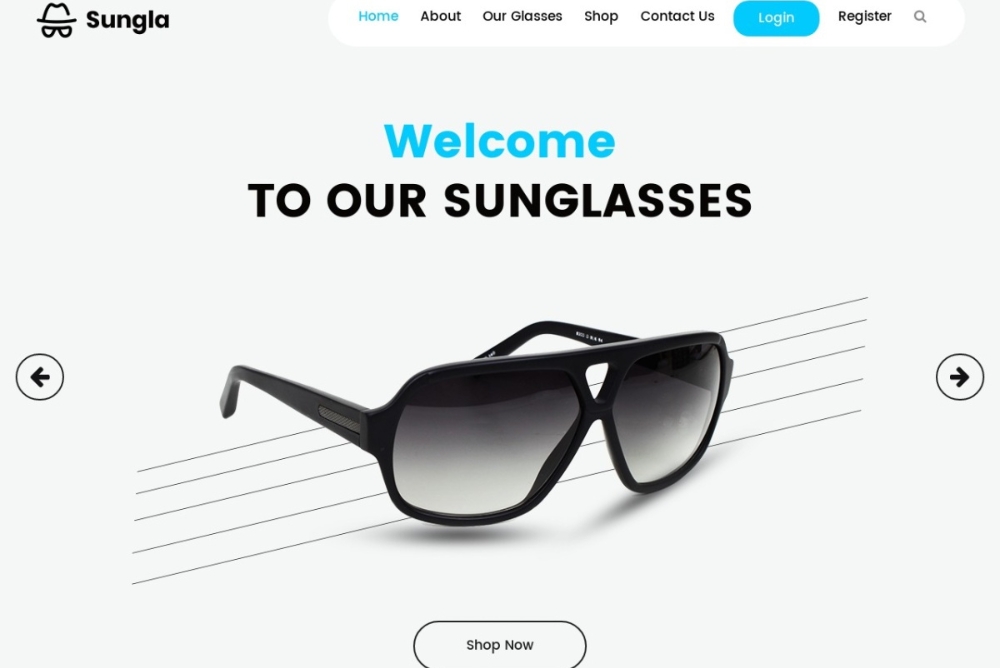 Sungla
Home About Our Glasses Shop Contact Us Login Register
Welcome
TO OUR SUNGLASSES
Shop Now